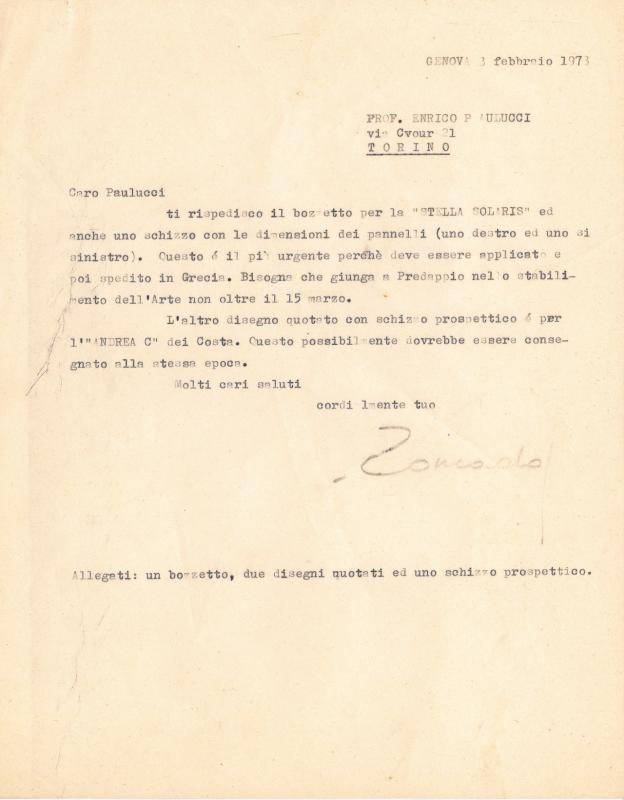 GENOVA 3 febbraio 1973
PROF. ENRICO P AULUCCI
via Cvour 21
T O R I N O
Caro Paulucci
ti rispedisco il bozzetto per la "STELLA SOLARIS" ed
anche uno schizzo con le dimensioni dei pannelli (uno destro ed uno si
sinistro). Questo é il più urgente perchè deve essere applicato e
poi spedito in Grecia. Bisogna che giunga a Predappio nello stabili-
mento dell'Arte non oltre il 15 marzo.
L'altro disegno quotato con schizzo prospettico é per
l'"ANDREA C" dei Costa. Questo possibilmente dovrebbe essere conse-
gnato alla stessa epoca.
Molti cari saluti
cordialmente tuo
Allegati: un bozzetto, due disegni quotati ed uno schizzo prospettico.